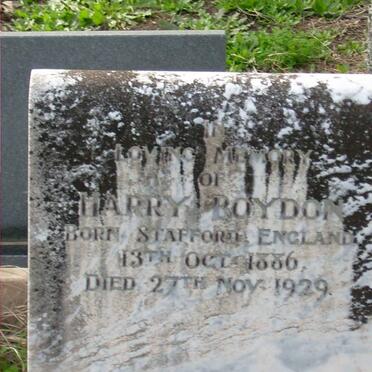 IN
LOVING MEMORY
OF
HARRY BOYDON
BORN, STAFFORD, ENGLAND
13TH OCT. 1886.
DIED 27TH NOV. 1929.